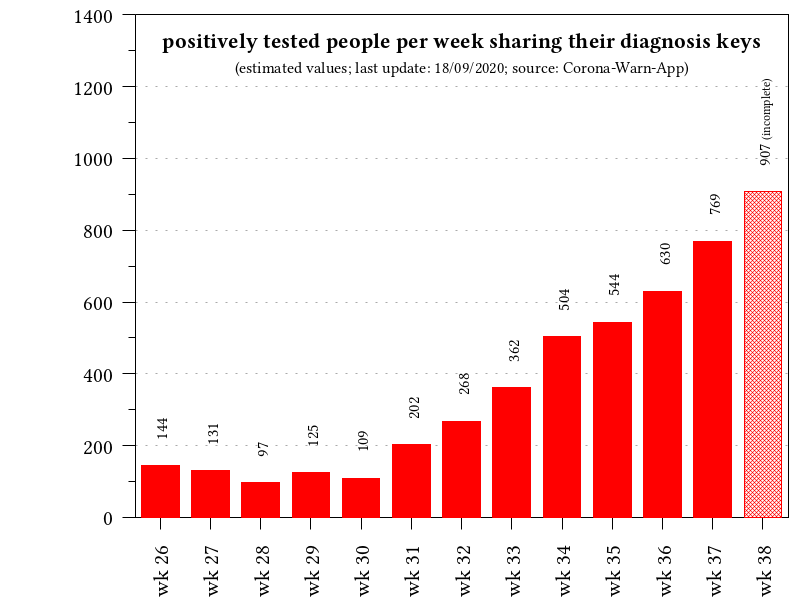 positively tested people per week sharing their diagnosis keys
(estimated values; last update: 18/09/2020; source: Corona-Warn-App)
1400
1200
1000
800
600
400
200
0
144
131
97
125
109
202
268
362
504
544
630
769
907 (incomplete)
wk 26
wk 27
wk 28
wk 29
wk 30
wk 31
wk 32
wk 33
wk 34
wk 35
wk 36
wk 37
wk 38